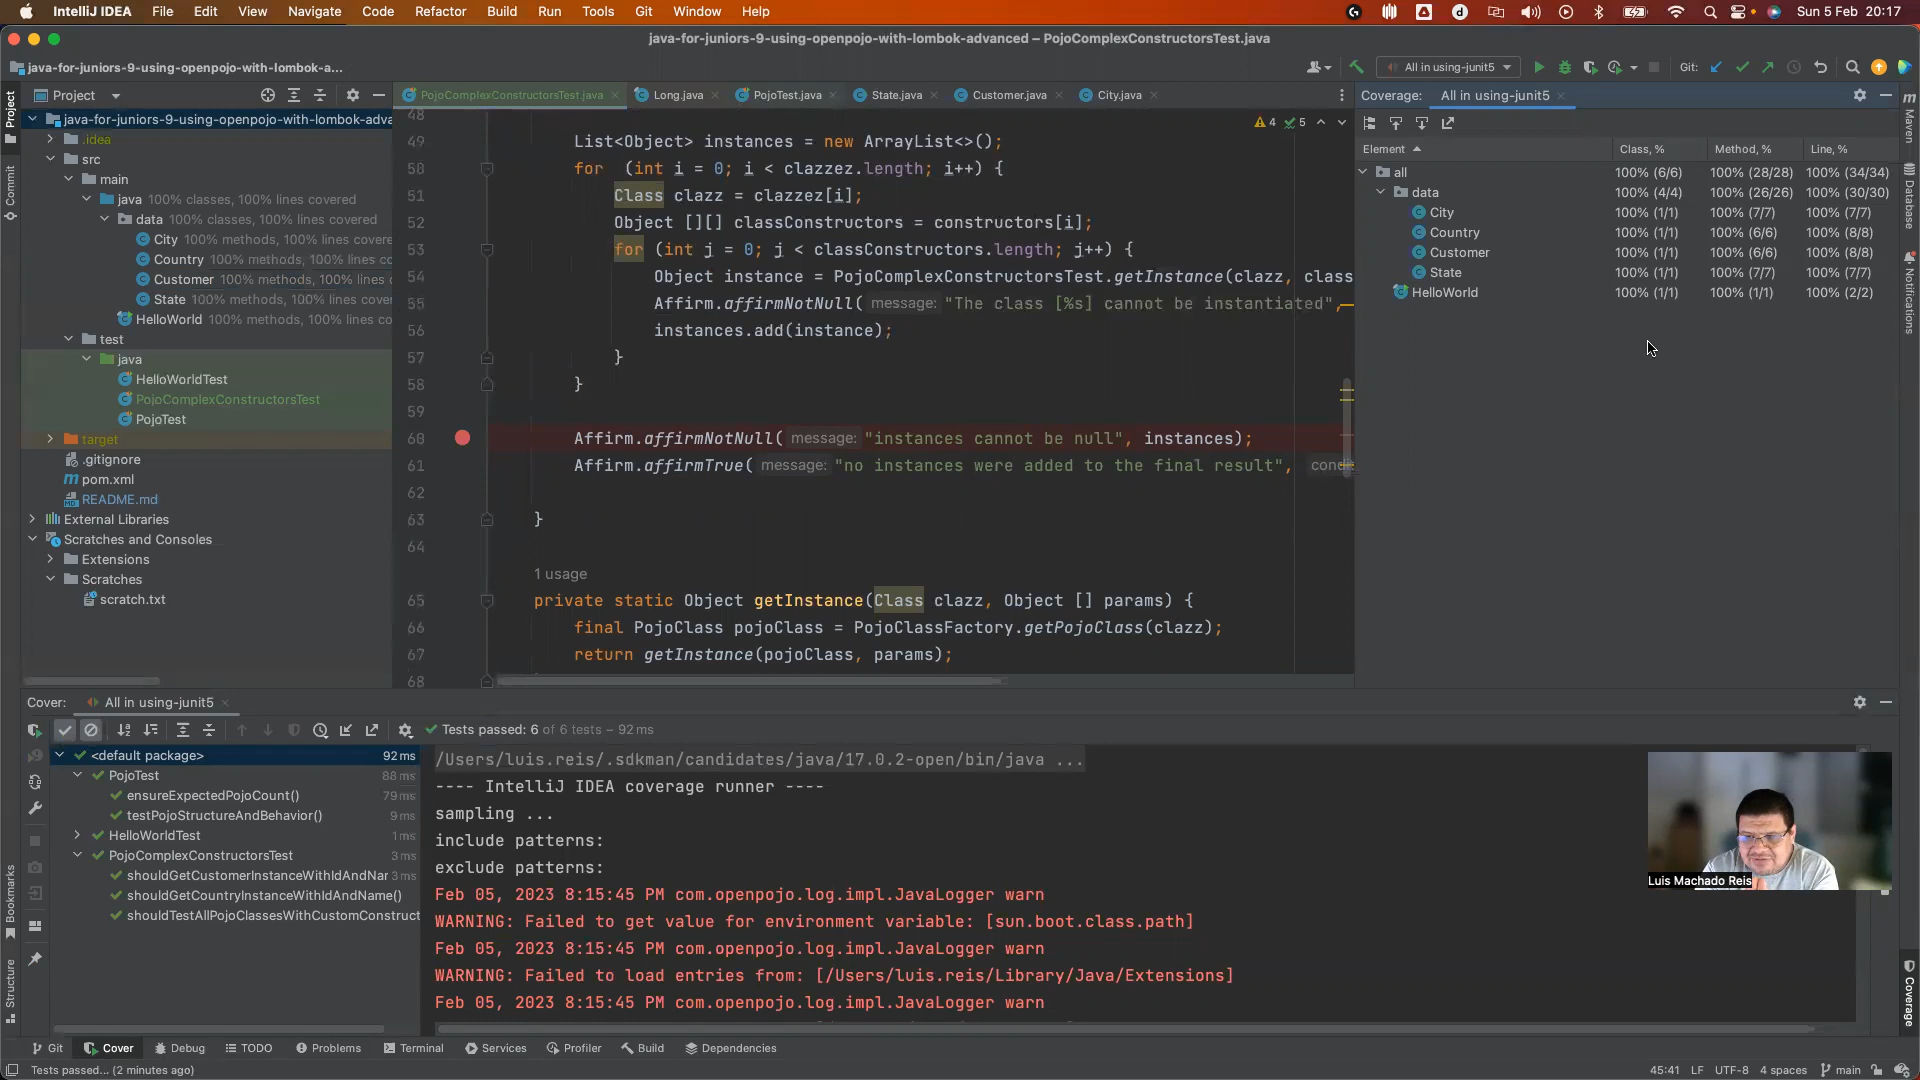 IntelliJ IDEA File Edit View Navigate Code Refactor Build Run Tools Git Window Help Sun 5 Feb 20:17
java-for-juniors-9-using-openpojo-with-lombok-advanced – PojoComplexConstructorsTest.java
java-for-juniors-9-using-openpojo-with-lombok-a... All in using-junit5 Git:
Project
Commit
Bookmarks
Structure
Project
java-for-juniors-9-using-openpojo-with-lombok-adva
.idea
src
main
java 100% classes, 100% lines covered
data 100% classes, 100% lines covered
City 100% methods, 100% lines covere
Country 100% methods, 100% lines co
Customer 100% methods, 100% lines c
State 100% methods, 100% lines cover
HelloWorld 100% methods, 100% lines co
test
java
HelloWorldTest
PojoComplexConstructorsTest
PojoTest
target
.gitignore
pom.xml
README.md
External Libraries
Scratches and Consoles
Extensions
Scratches
scratch.txt
PojoComplexConstructorsTest.java Long.java PojoTest.java State.java Customer.java City.java
4 5
48
49 List<Object> instances = new ArrayList<>();
50 for (int i = 0; i < clazzez.length; i++) {
51 Class clazz = clazzez[i];
52 Object [][] classConstructors = constructors[i];
53 for (int j = 0; j < classConstructors.length; j++) {
54 Object instance = PojoComplexConstructorsTest.getInstance(clazz, class
55 Affirm.affirmNotNull( message: "The class [%s] cannot be instantiated",
56 instances.add(instance);
57 }
58 }
59
60 Affirm.affirmNotNull( message: "instances cannot be null", instances);
61 Affirm.affirmTrue( message: "no instances were added to the final result", condi
62
63 }
64
1 usage
65 private static Object getInstance(Class clazz, Object [] params) {
66 final PojoClass pojoClass = PojoClassFactory.getPojoClass(clazz);
67 return getInstance(pojoClass, params);
68
Coverage: All in using-junit5
Element Class, % Method, % Line, %
all 100% (6/6) 100% (28/28) 100% (34/34)
data 100% (4/4) 100% (26/26) 100% (30/30)
City 100% (1/1) 100% (7/7) 100% (7/7)
Country 100% (1/1) 100% (6/6) 100% (8/8)
Customer 100% (1/1) 100% (6/6) 100% (8/8)
State 100% (1/1) 100% (7/7) 100% (7/7)
HelloWorld 100% (1/1) 100% (1/1) 100% (2/2)
Maven
Database
Notifications
Coverage
Cover: All in using-junit5
Tests passed: 6 of 6 tests – 92 ms
<default package> 92 ms
PojoTest 88 ms
ensureExpectedPojoCount() 79 ms
testPojoStructureAndBehavior() 9 ms
HelloWorldTest 1 ms
PojoComplexConstructorsTest 3 ms
shouldGetCustomerInstanceWithIdAndNar 3 ms
shouldGetCountryInstanceWithIdAndName()
shouldTestAllPojoClassesWithCustomConstruct
/Users/luis.reis/.sdkman/candidates/java/17.0.2-open/bin/java ...
---- IntelliJ IDEA coverage runner ----
sampling ...
include patterns:
exclude patterns:
Feb 05, 2023 8:15:45 PM com.openpojo.log.impl.JavaLogger warn
WARNING: Failed to get value for environment variable: [sun.boot.class.path]
Feb 05, 2023 8:15:45 PM com.openpojo.log.impl.JavaLogger warn
WARNING: Failed to load entries from: [/Users/luis.reis/Library/Java/Extensions]
Feb 05, 2023 8:15:45 PM com.openpojo.log.impl.JavaLogger warn
Luis Machado Reis
Git Cover Debug TODO Problems Terminal Services Profiler Build Dependencies
Tests passed... (2 minutes ago) 45:41 LF UTF-8 4 spaces main